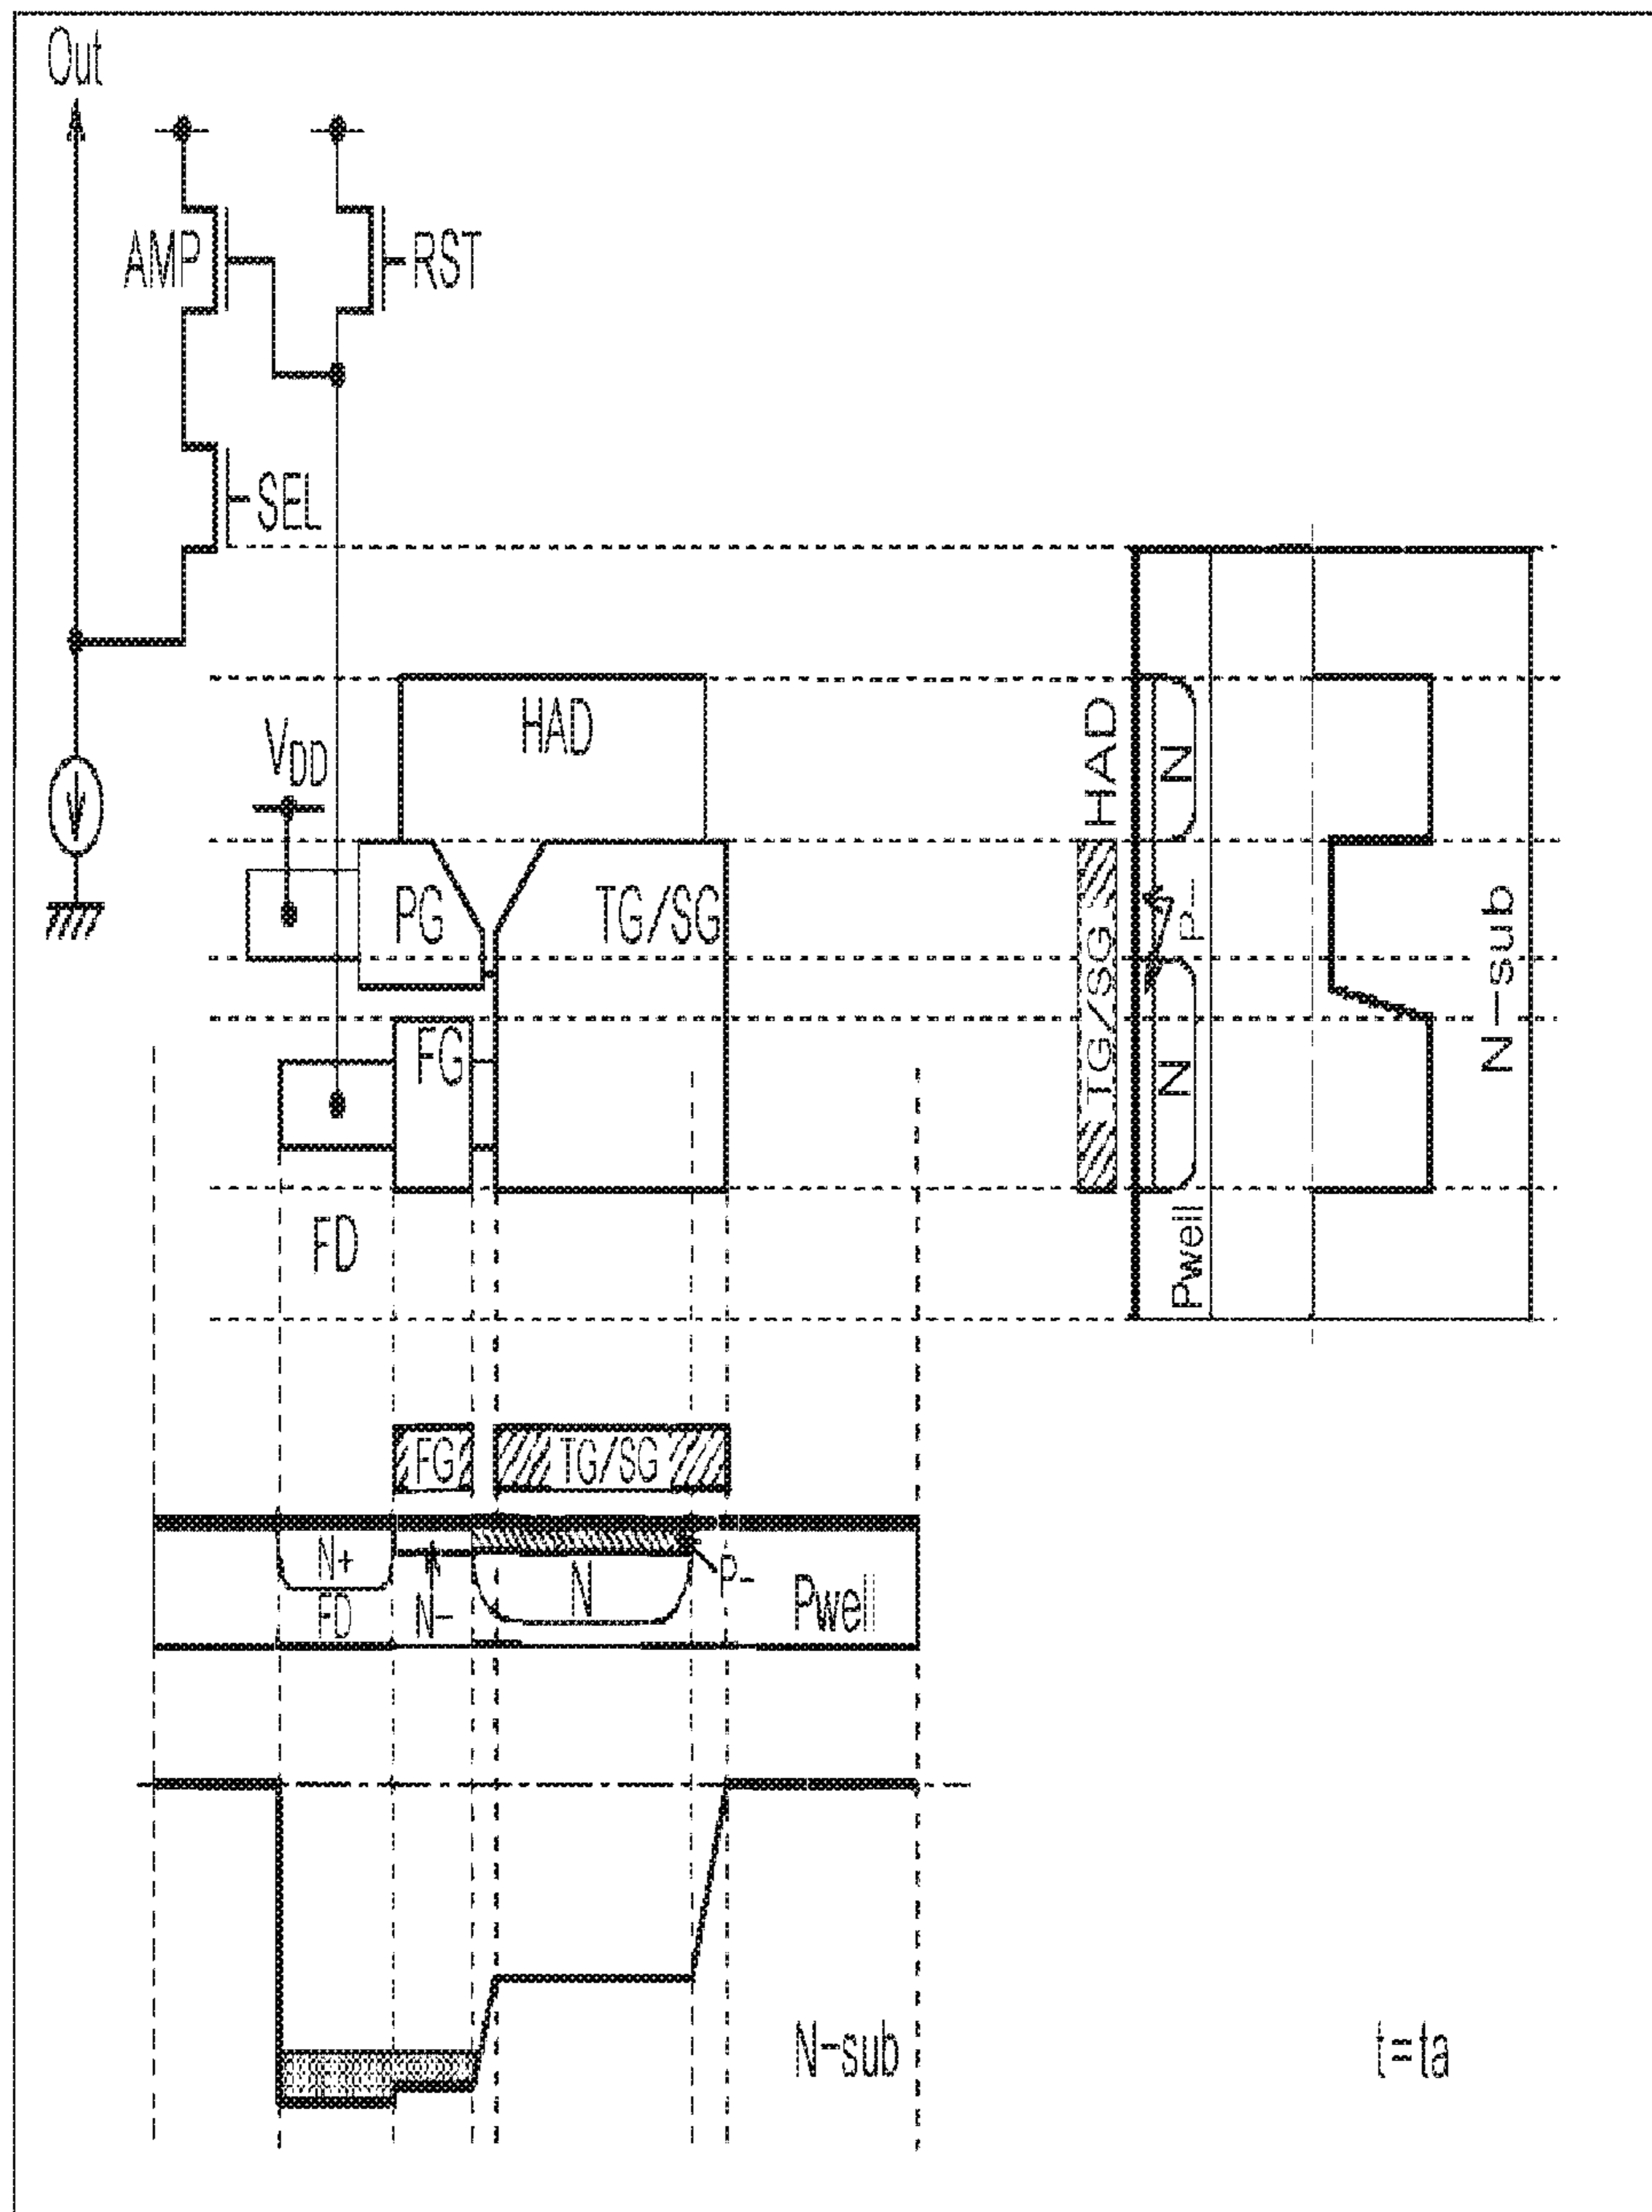 Out
AMP
RST
SEL
VDD
HAD
PG
TG/SG
FG
FD
HAD
TG/SG
N
P-
N
Pwell
N-sub
FG
TG/SG
N+
FD
N-
N
P-
Pwell
N-sub
t=ta